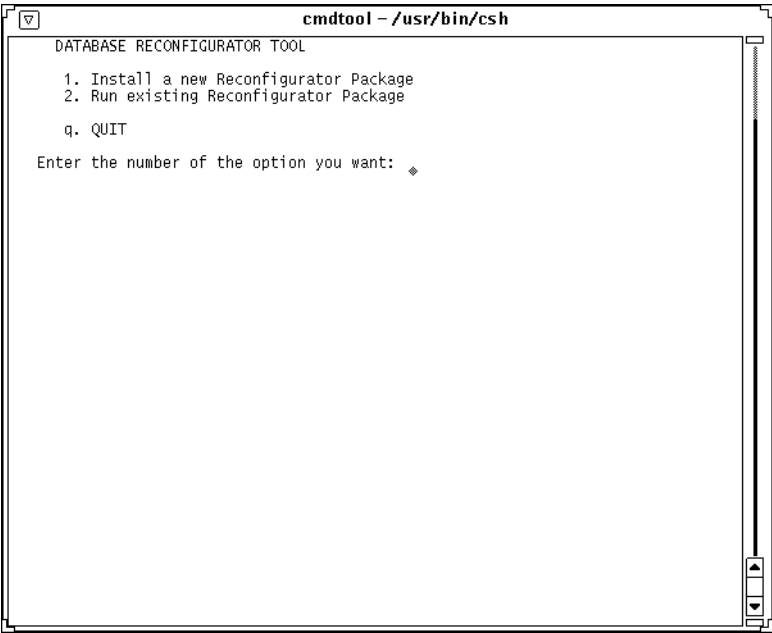 cmdtool – /usr/bin/csh
DATABASE RECONFIGURATOR TOOL
1. Install a new Reconfigurator Package
2. Run existing Reconfigurator Package
q. QUIT
Enter the number of the option you want: